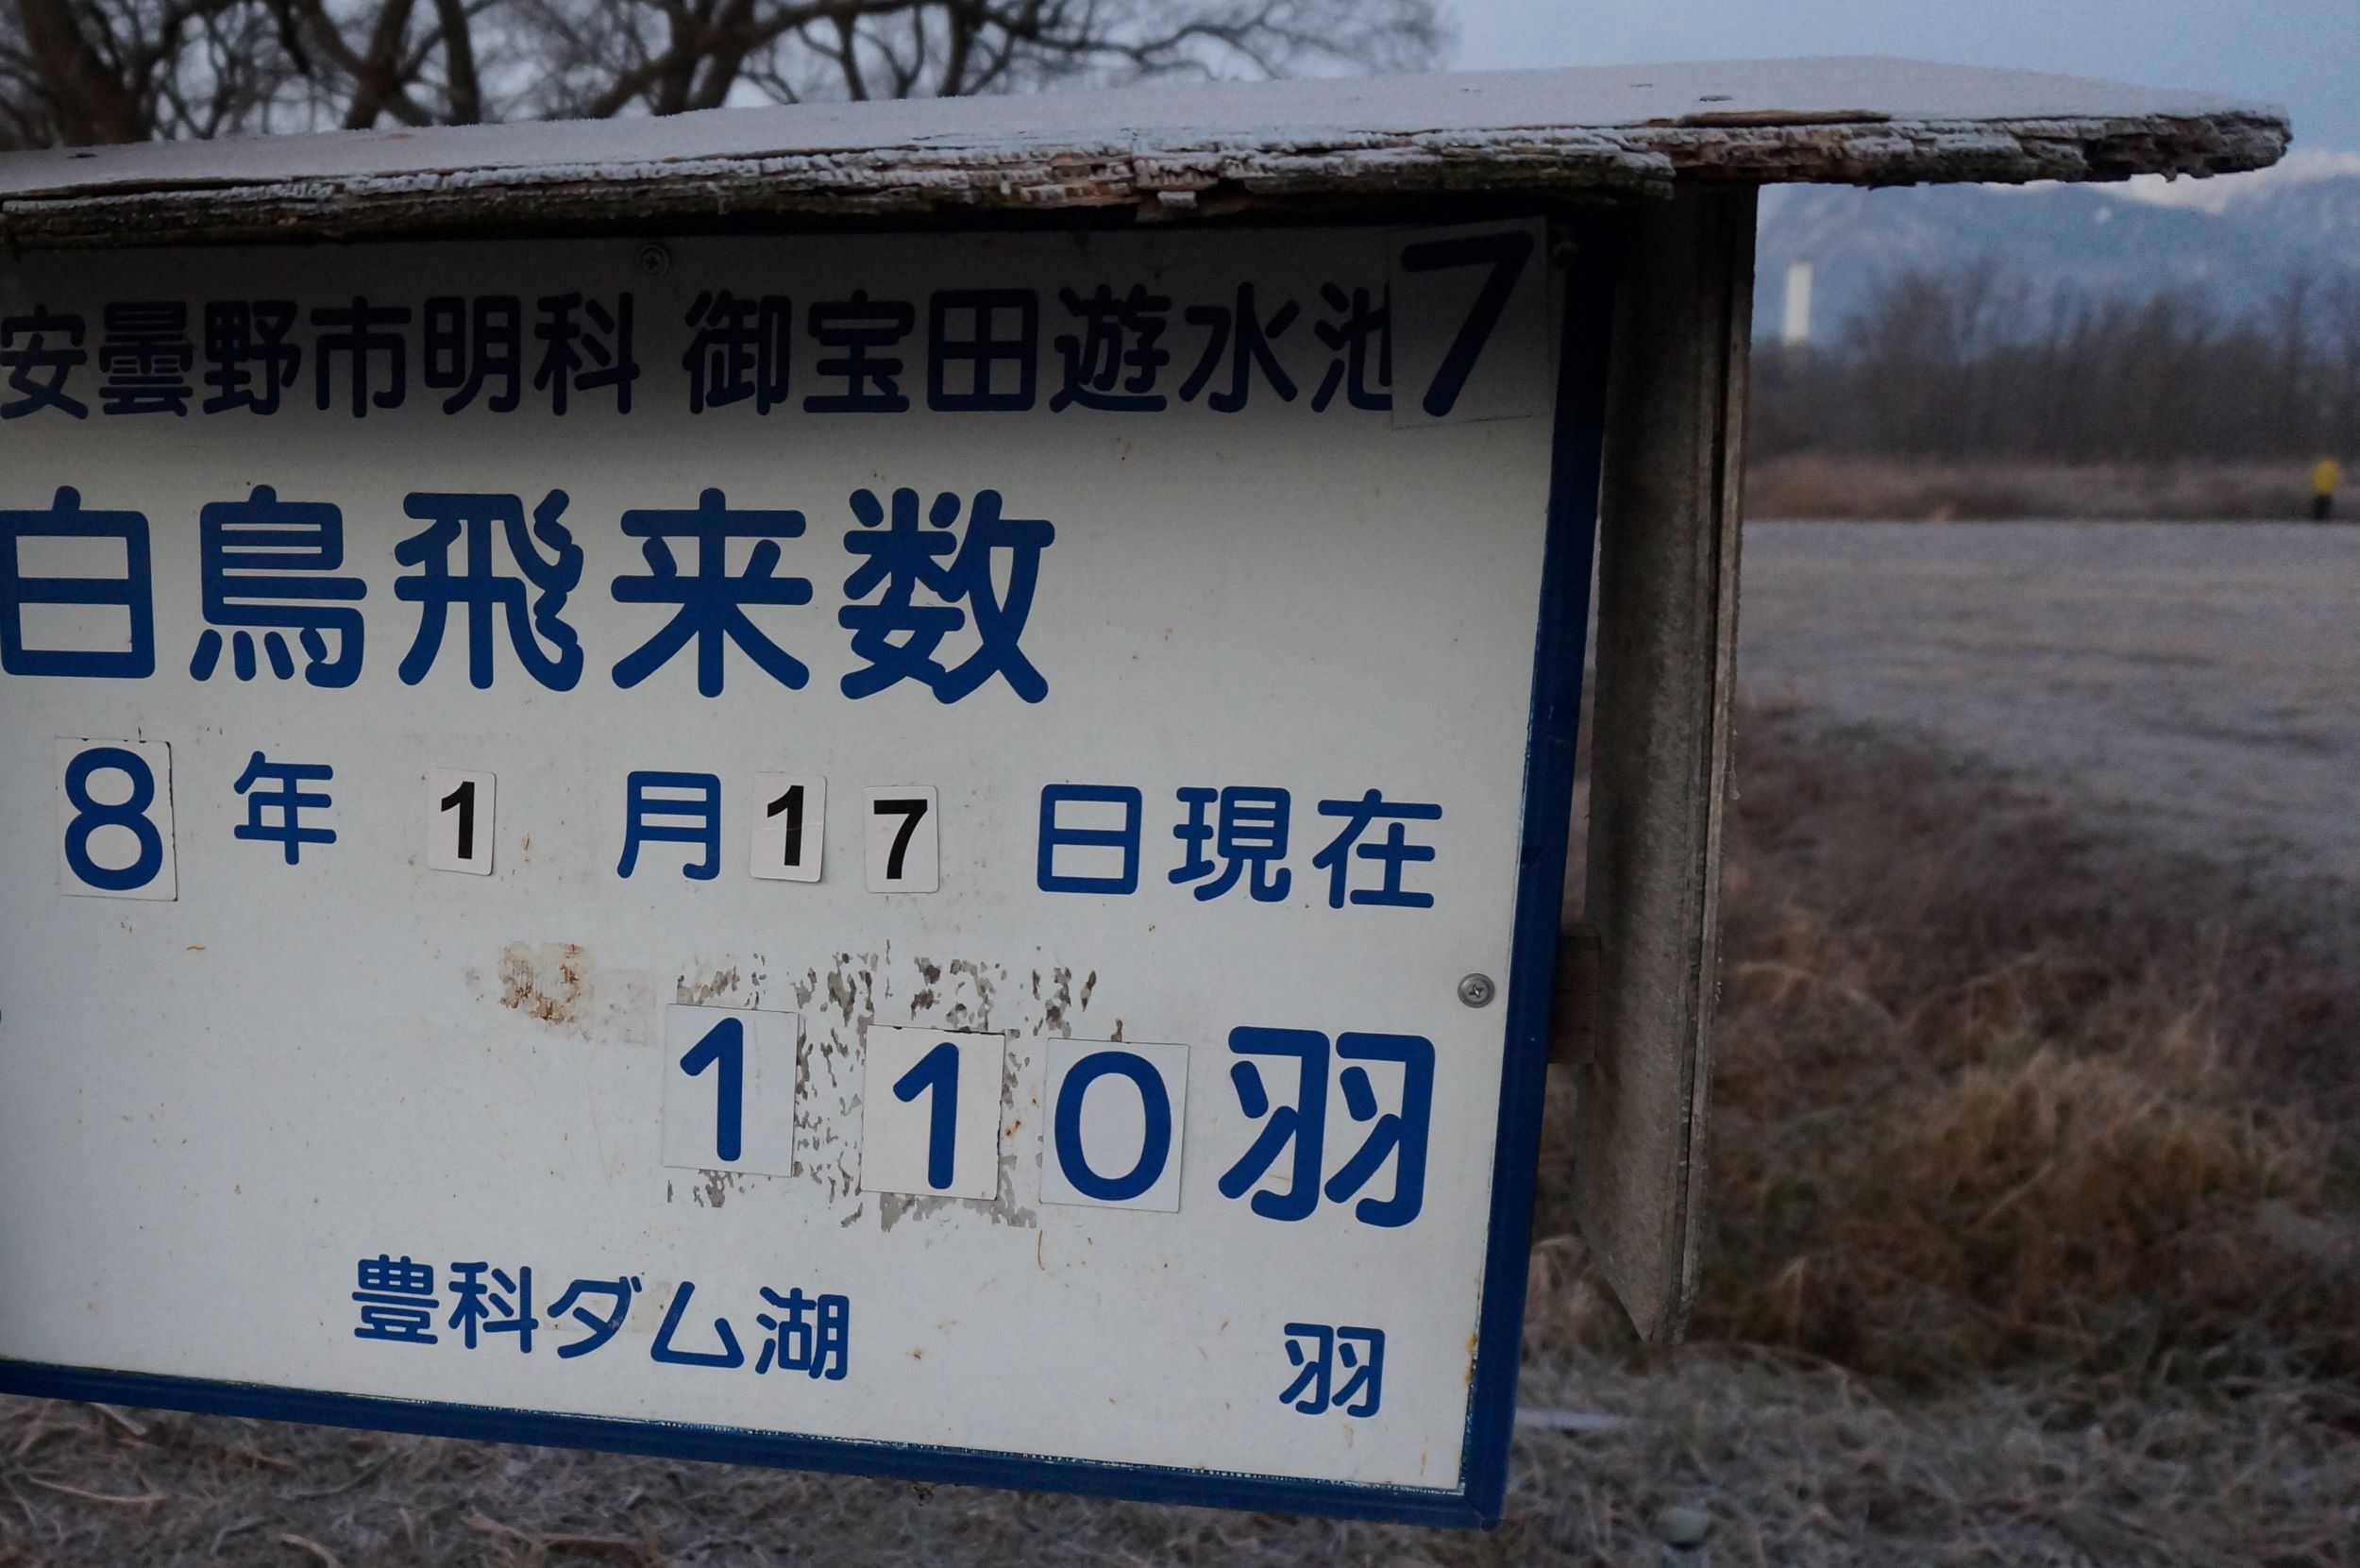 安曇野市明科 御宝田遊水池 7
白鳥飛来数
8年 1月17日現在
110羽
豊科ダム湖 羽